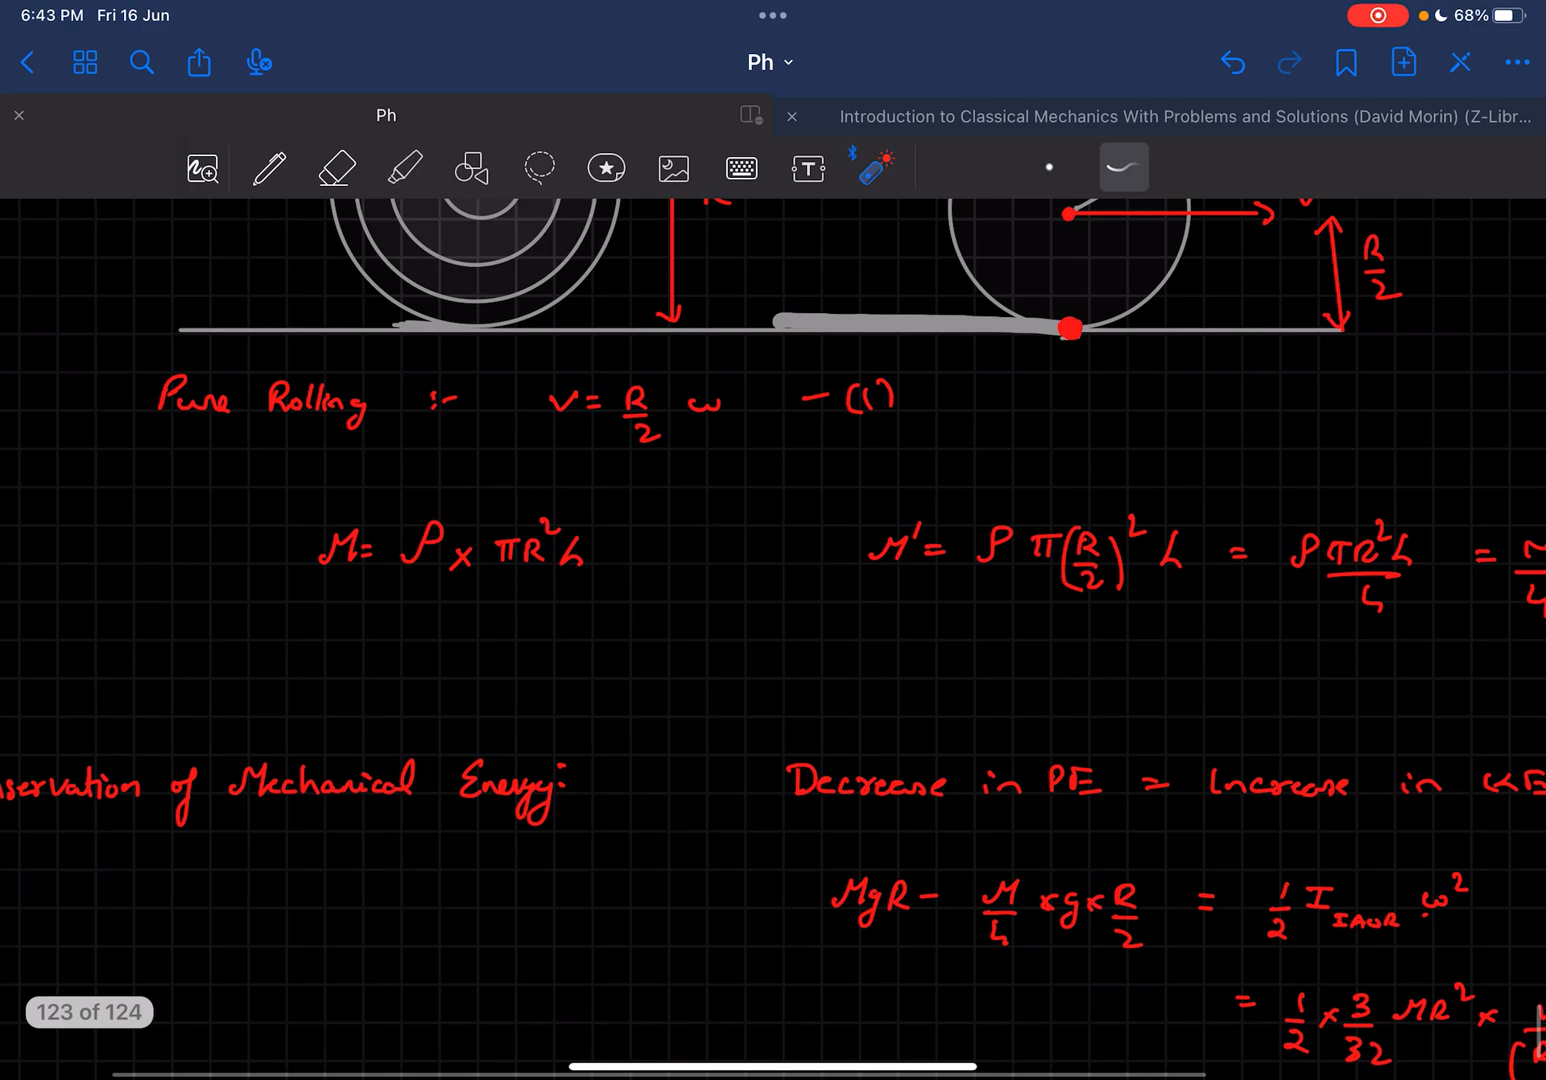 6:43 PM Fri 16 Jun
68%
Ph
Ph
Introduction to Classical Mechanics With Problems and Solutions (David Morin) (Z-Libr...
T
R/2
Pure Rolling :- v = R/2 ω - (1)
M = ρ × πR²L
M' = ρ π(R/2)² L = ρπR²L/4 =
servation of Mechanical Energy:
Decrease in PE = Increase in KE
MgR - M/4 × g × R/2 = 1/2 I_IAOR ω²
= 1/2 × 3/32 MR² ×
123 of 124